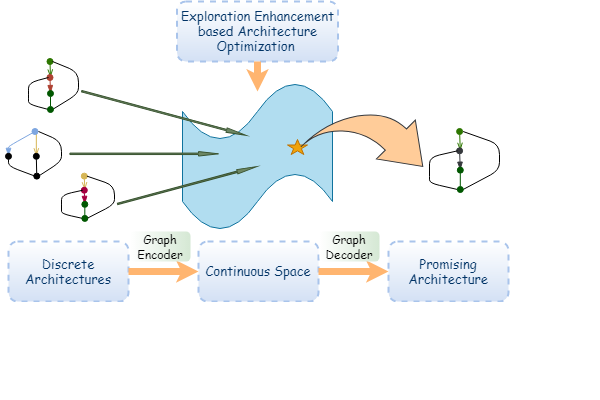 Exploration Enhancement
based Architecture
Optimization
Graph
Encoder
Graph
Decoder
Discrete
Architectures
Continuous Space
Promising
Architecture